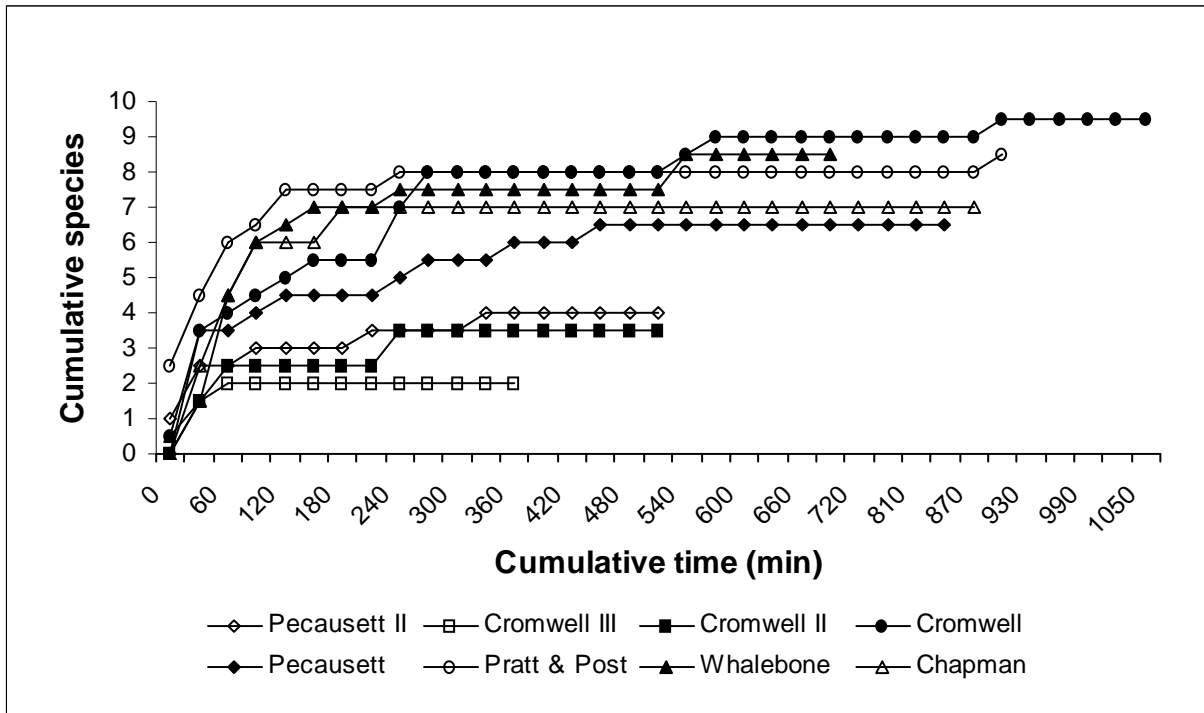 Cumulative species
10
9
8
7
6
5
4
3
2
1
0
0 60 120 180 240 300 360 420 480 540 600 660 720 810 870 930 990 1050
Cumulative time (min)
Pecausett II Cromwell III Cromwell II Cromwell
Pecausett Pratt & Post Whalebone Chapman